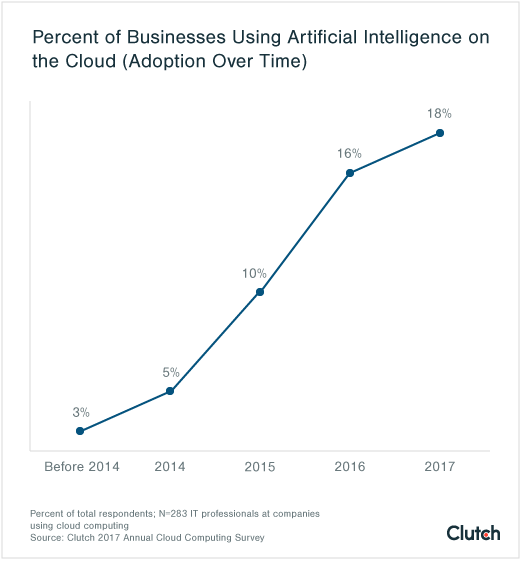 Percent of Businesses Using Artificial Intelligence on
the Cloud (Adoption Over Time)
18%
16%
10%
5%
3%
Before 2014 2014 2015 2016 2017
Percent of total respondents; N=283 IT professionals at companies
using cloud computing
Source: Clutch 2017 Annual Cloud Computing Survey
Clutch